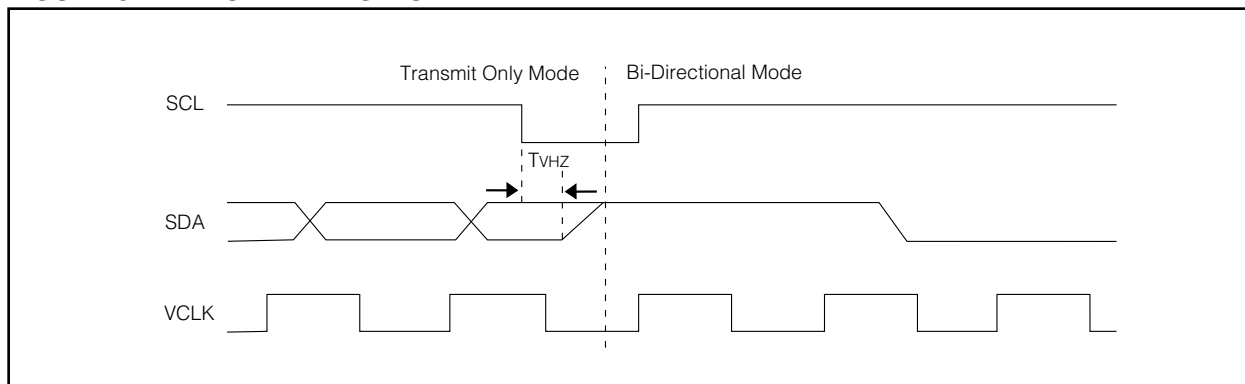 Transmit Only Mode
Bi-Directional Mode
SCL
TVHZ
SDA
VCLK